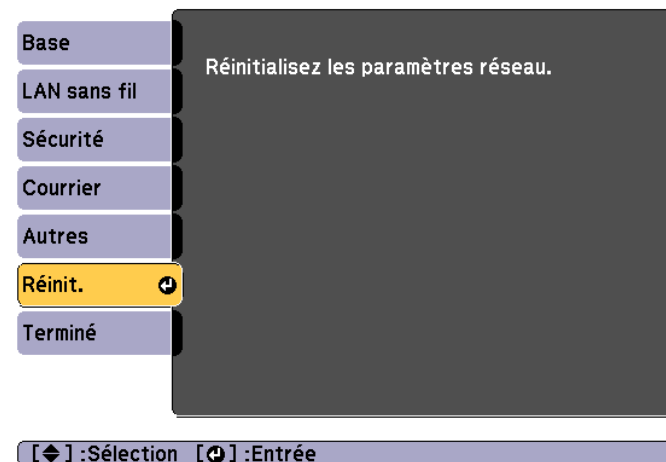 Base
Réinitialisez les paramètres réseau.
LAN sans fil
Sécurité
Courrier
Autres
Réinit.
Terminé
[◆] :Sélection [↵] :Entrée